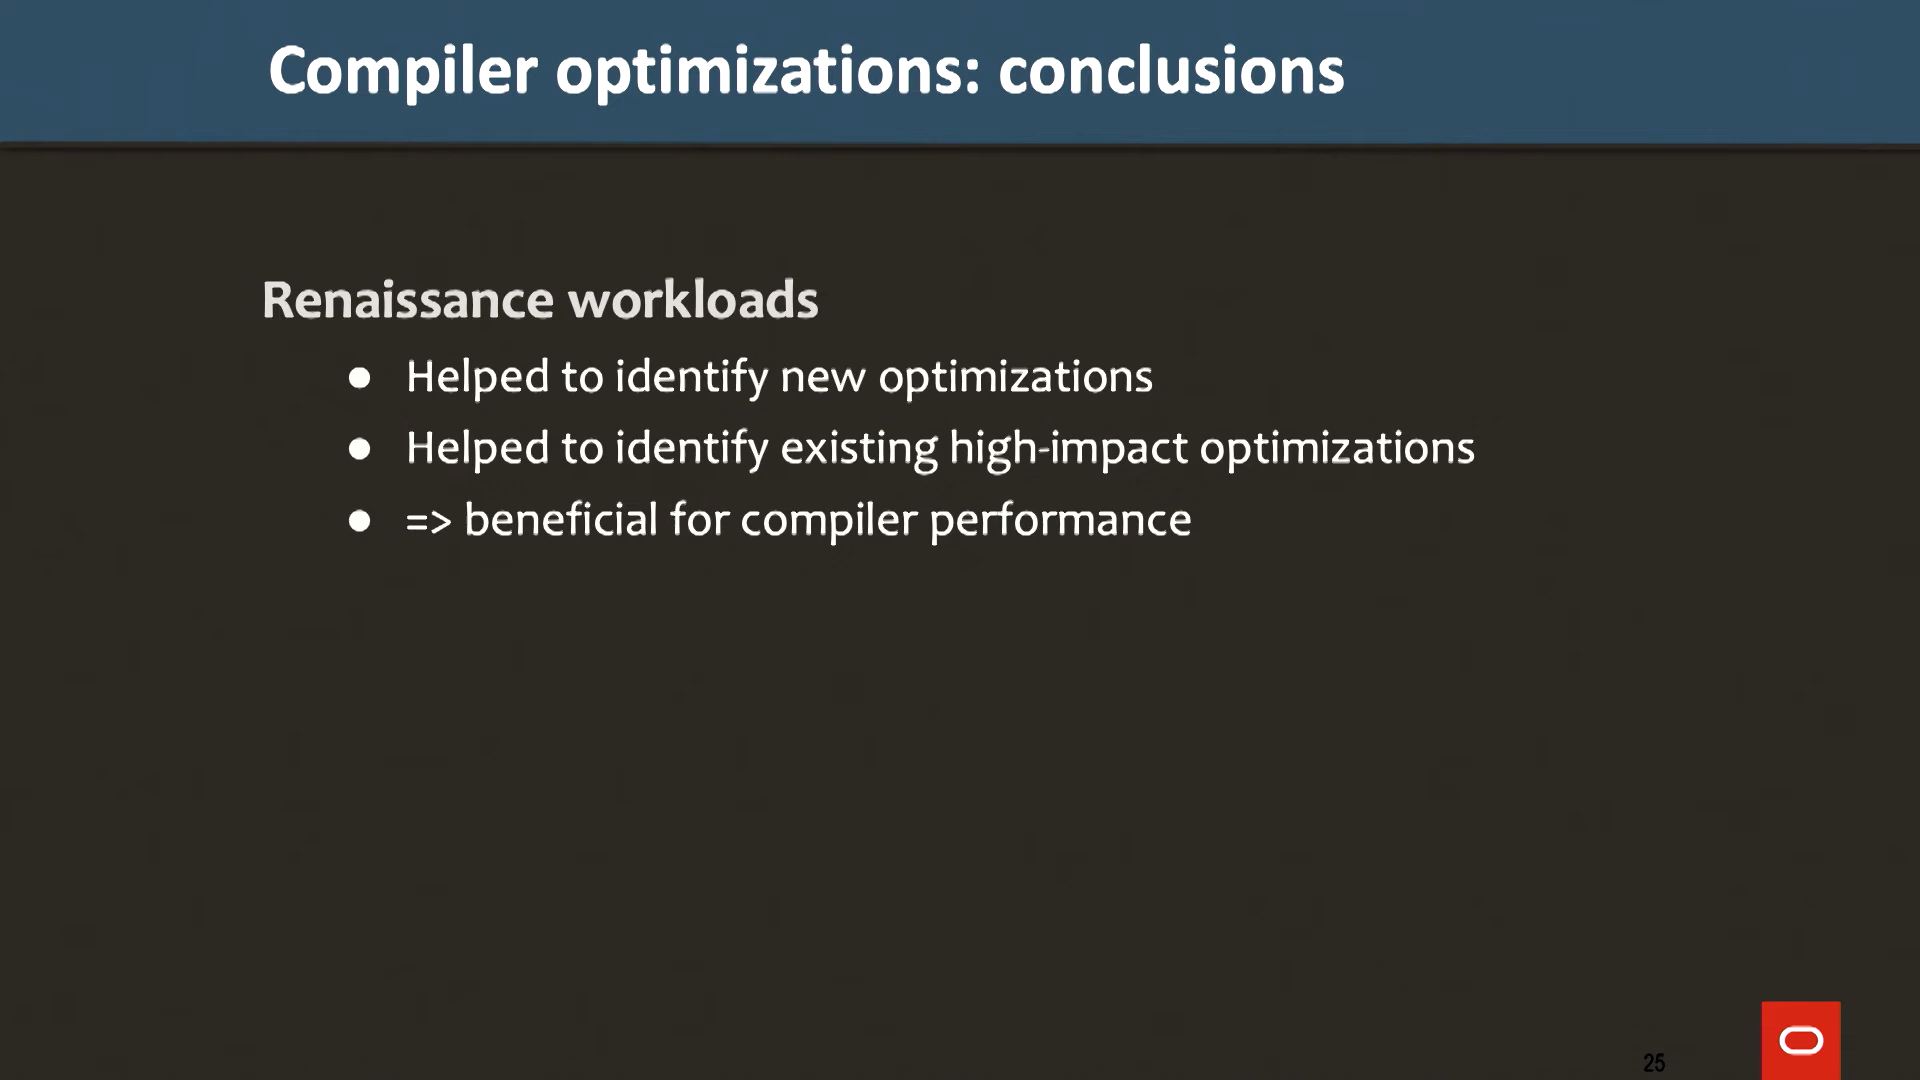 Compiler optimizations: conclusions
Renaissance workloads
● Helped to identify new optimizations
● Helped to identify existing high-impact optimizations
● => beneficial for compiler performance
25